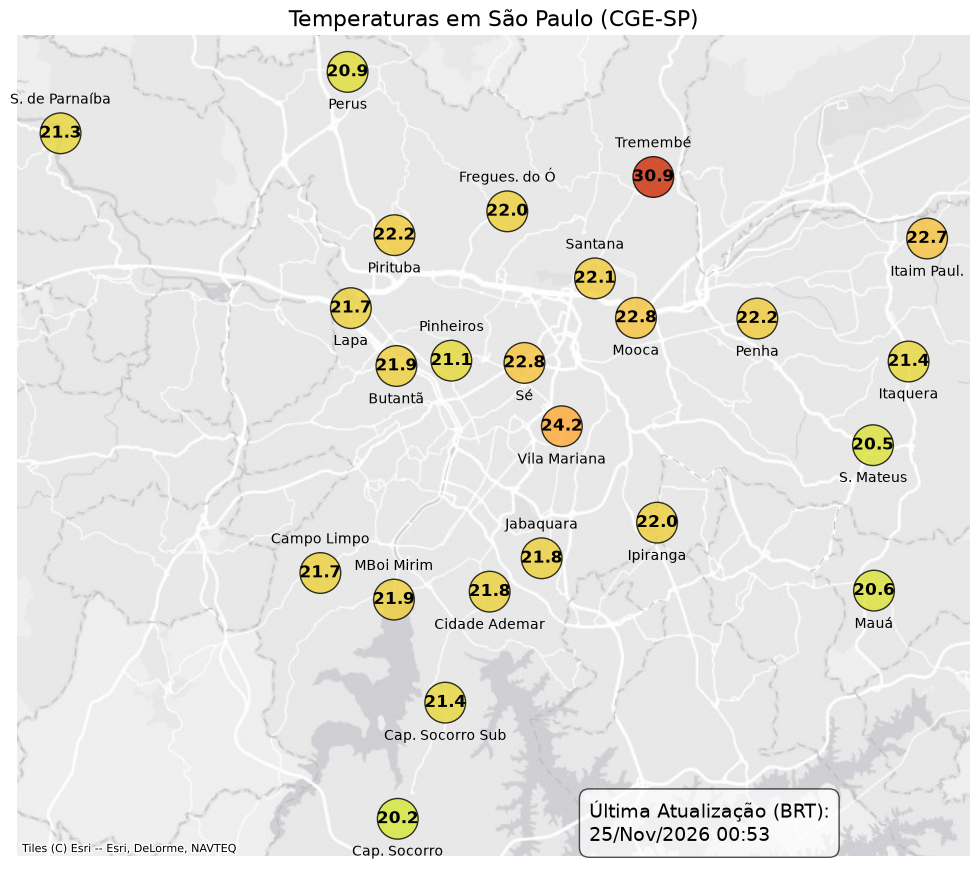 Temperaturas em São Paulo (CGE-SP)
20.9
Perus
S. de Parnaíba
21.3
Tremembé
30.9
Fregues. do Ó
22.0
22.2
Pirituba
22.7
Itaim Paul.
Santana
22.1
21.7
Lapa
22.8
Mooca
22.2
Penha
Pinheiros
21.1
21.9
Butantã
22.8
Sé
21.4
Itaquera
24.2
Vila Mariana
20.5
S. Mateus
22.0
Ipiranga
Jabaquara
21.8
Campo Limpo
21.7
MBoi Mirim
21.9
21.8
Cidade Ademar
20.6
Mauá
21.4
Cap. Socorro Sub
20.2
Cap. Socorro
Última Atualização (BRT):
25/Nov/2026 00:53
Tiles (C) Esri -- Esri, DeLorme, NAVTEQ